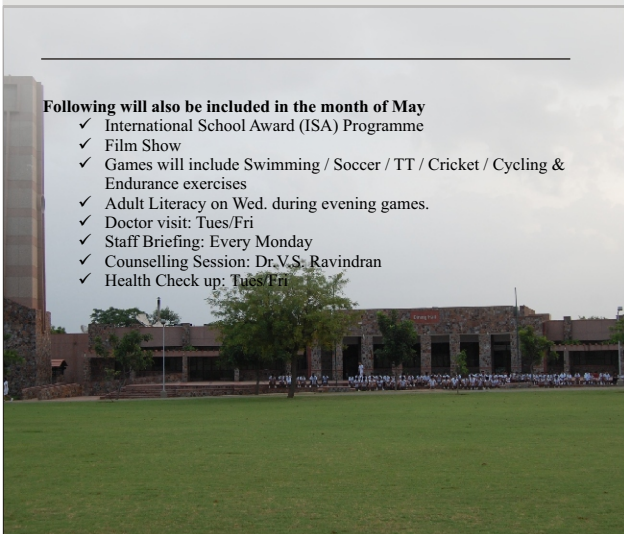 Following will also be included in the month of May
✓ International School Award (ISA) Programme
✓ Film Show
✓ Games will include Swimming / Soccer / TT / Cricket / Cycling &
Endurance exercises
✓ Adult Literacy on Wed. during evening games.
✓ Doctor visit: Tues/Fri
✓ Staff Briefing: Every Monday
✓ Counselling Session: Dr.V.S. Ravindran
✓ Health Check up: Tues/Fri